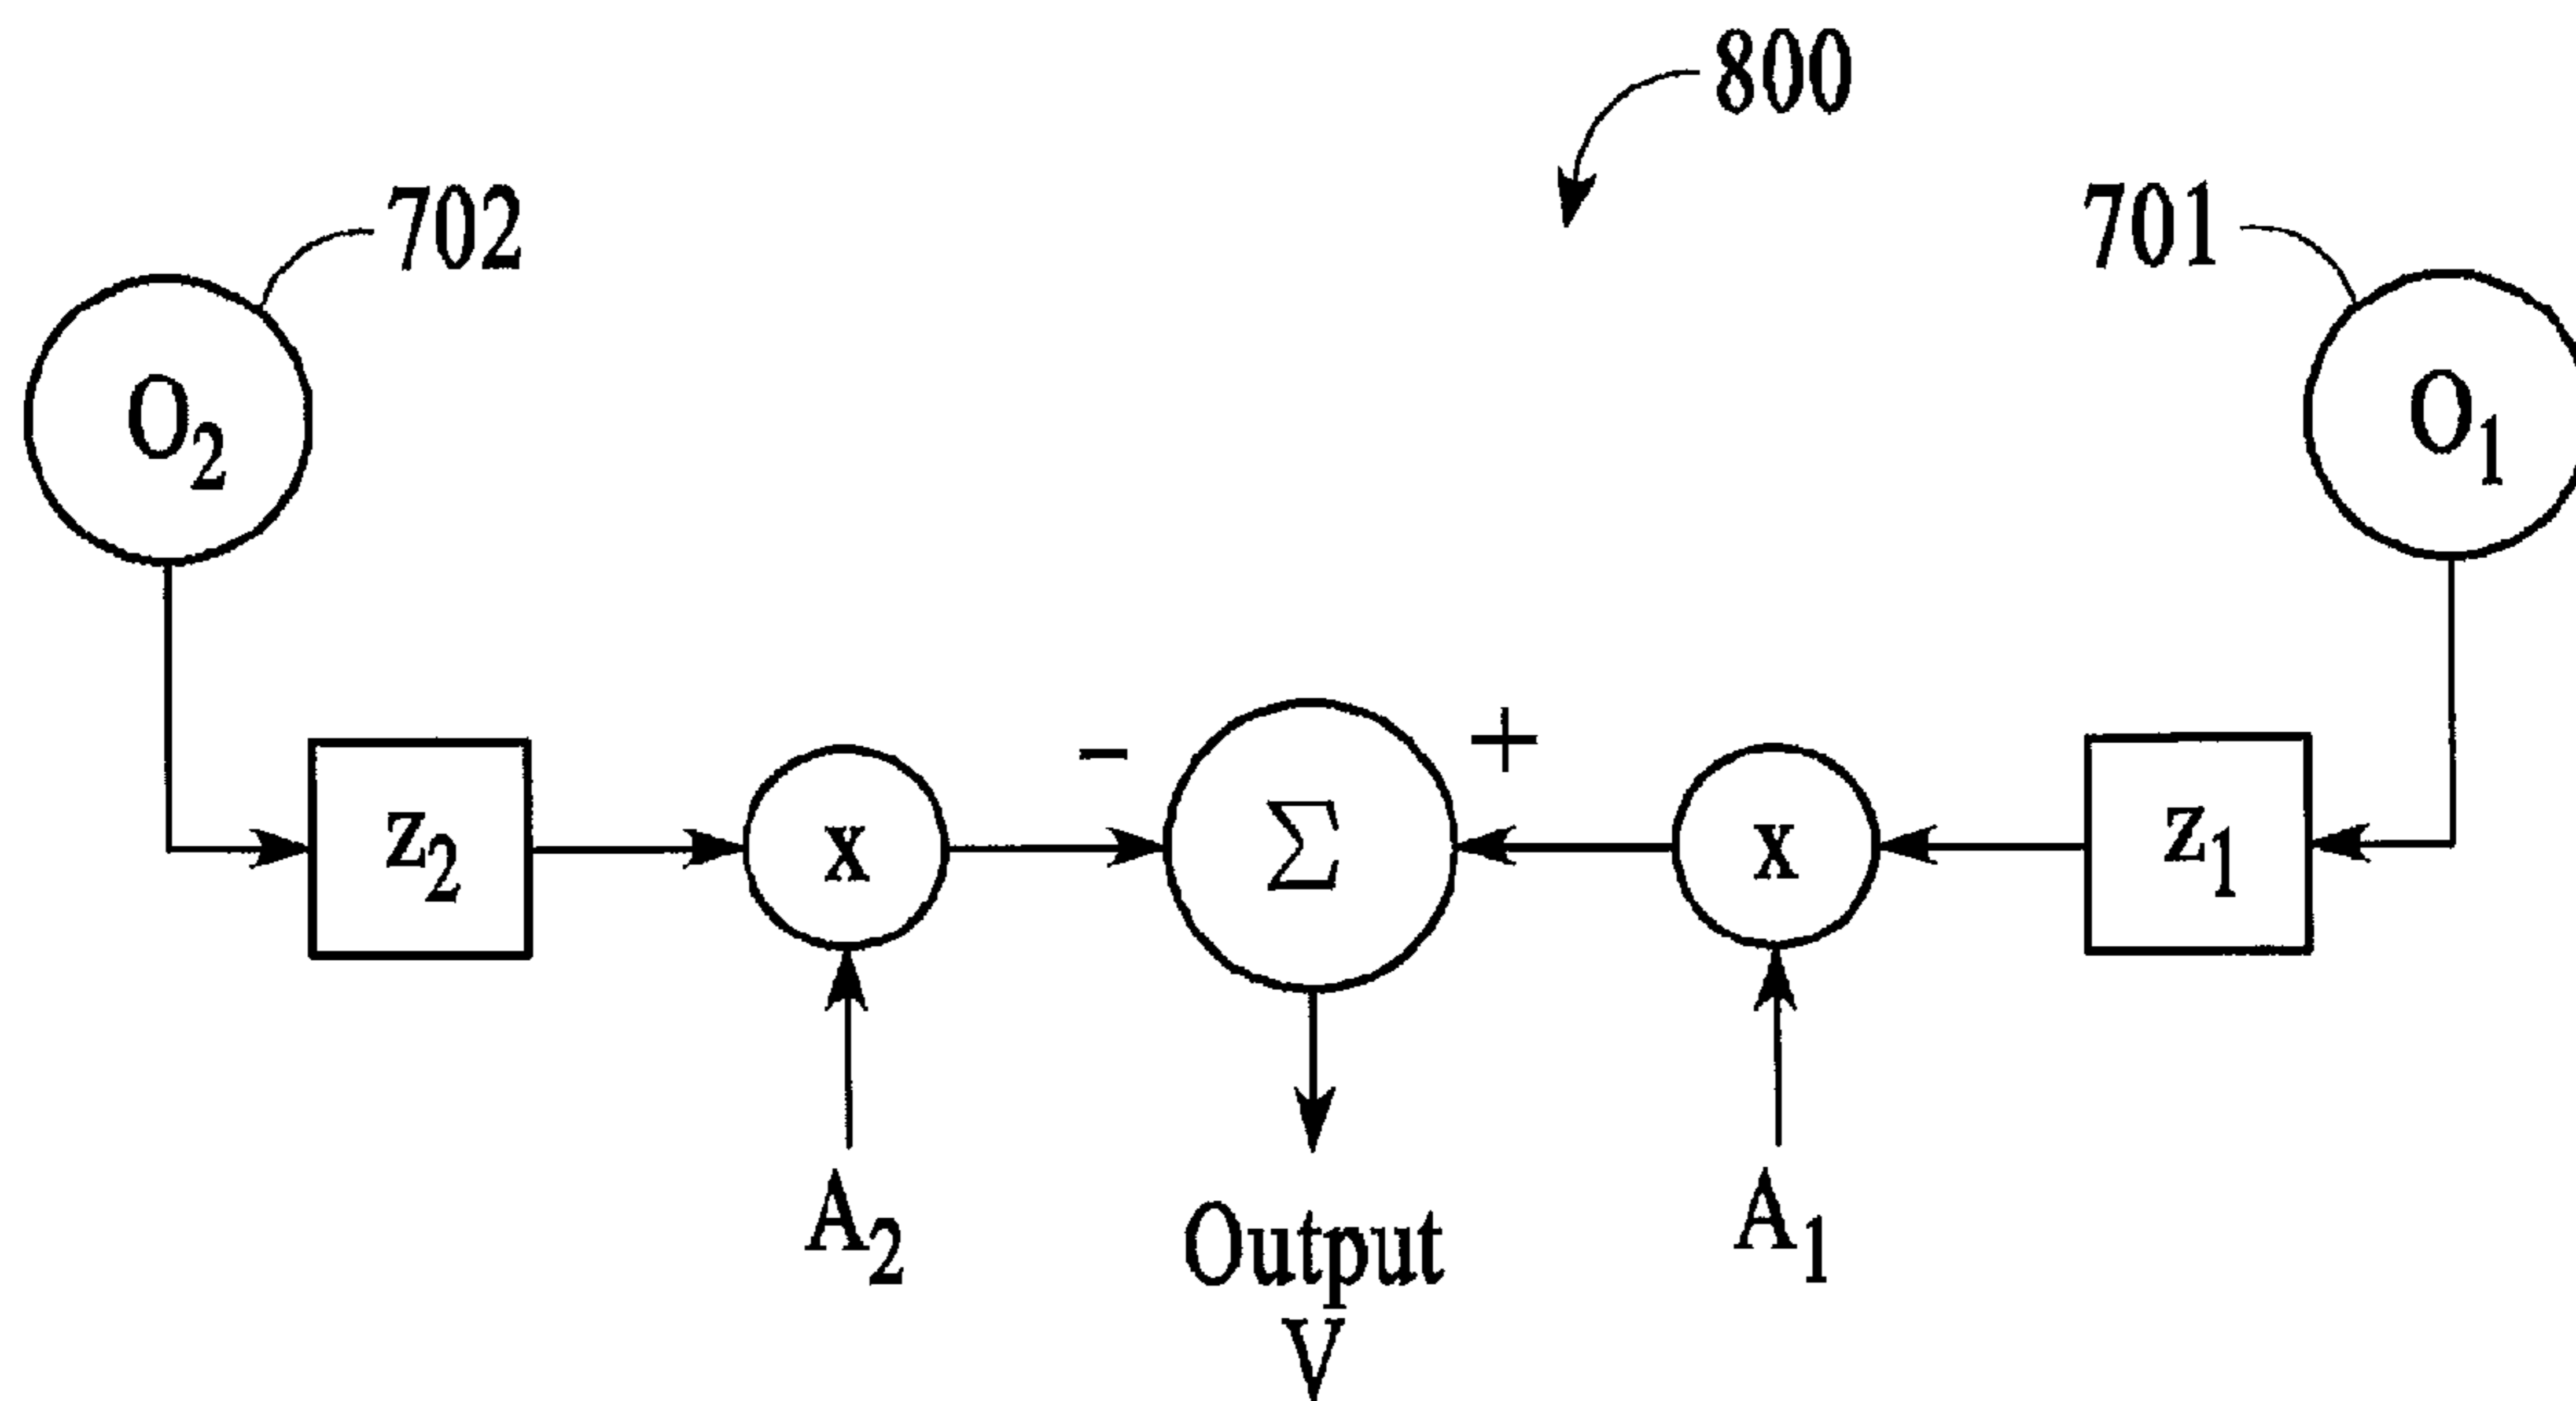 800
702
701
O₂
O₁
- +
z₂ x Σ x z₁
A₂ A₁
Output
V